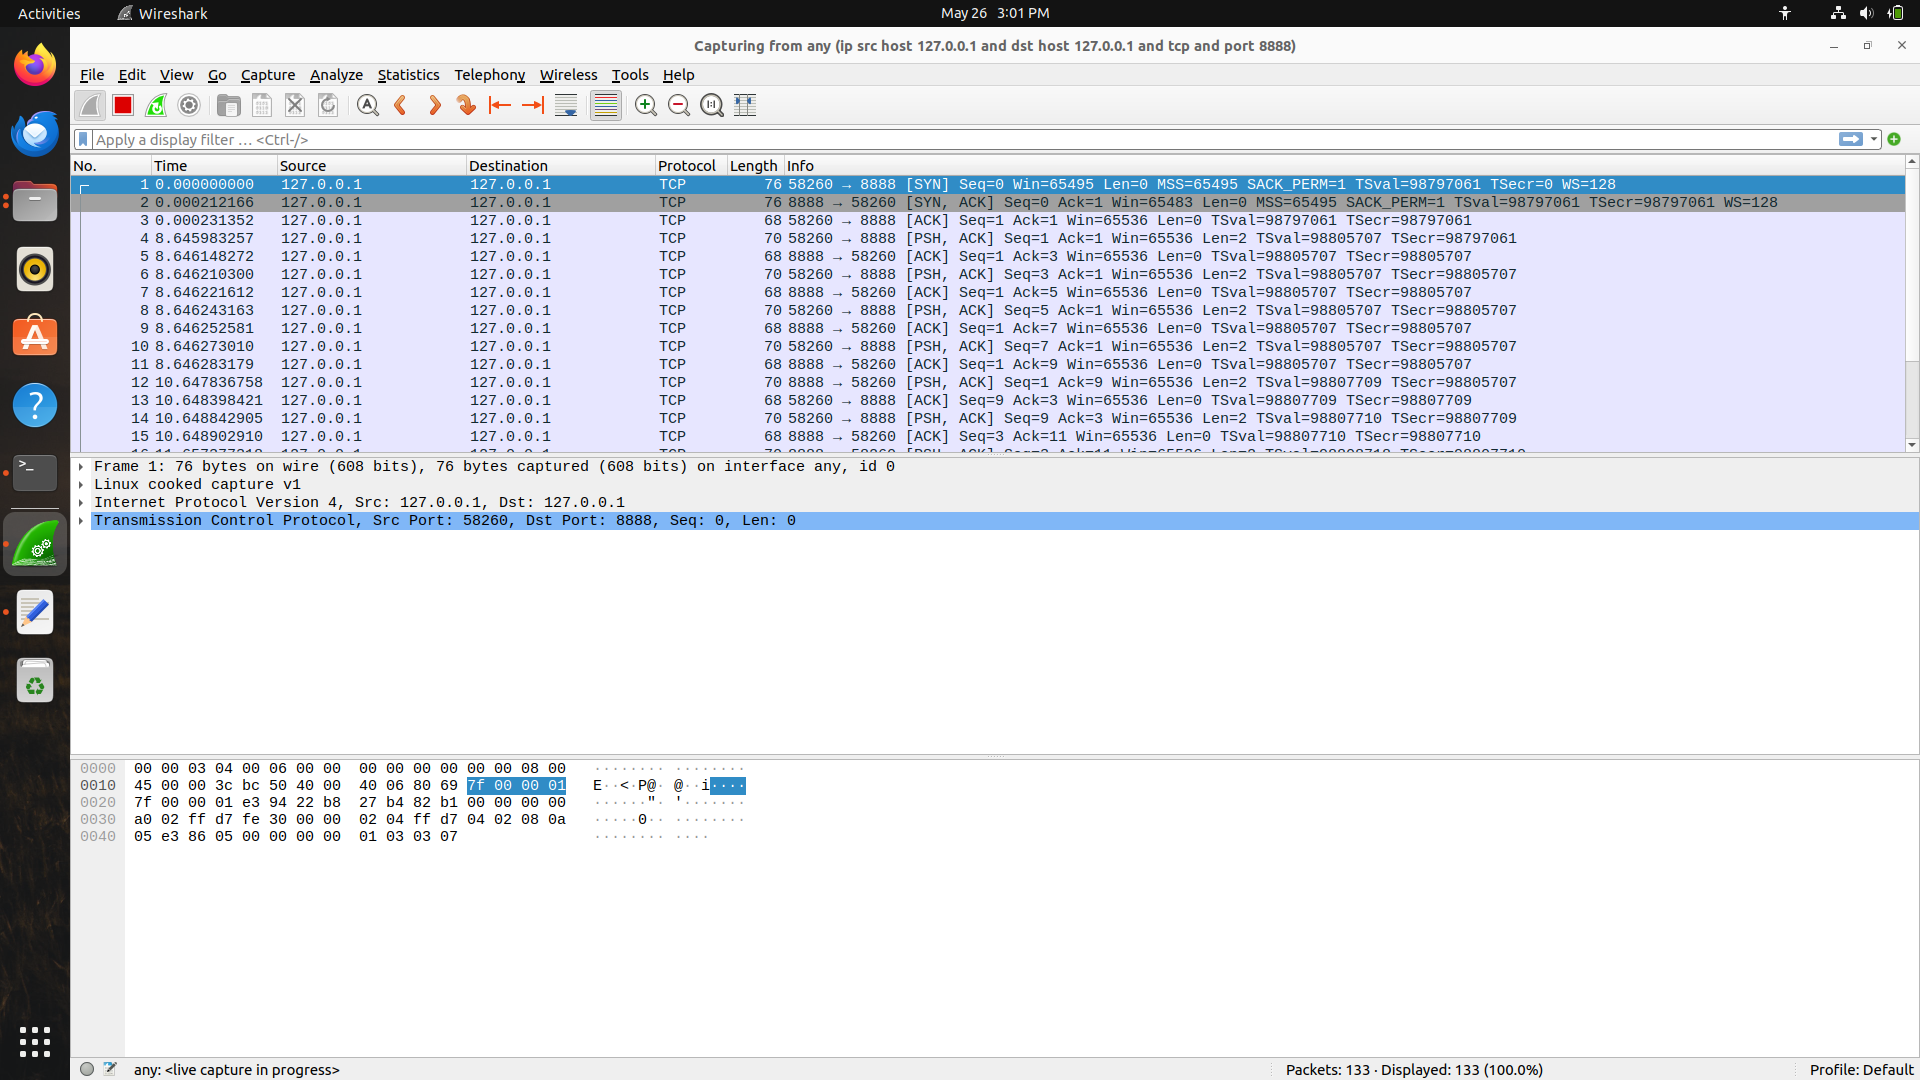 Activities Wireshark May 26 3:01 PM
Capturing from any (ip src host 127.0.0.1 and dst host 127.0.0.1 and tcp and port 8888)
File Edit View Go Capture Analyze Statistics Telephony Wireless Tools Help
Apply a display filter … <Ctrl-/>
No. Time Source Destination Protocol Length Info
1 0.000000000 127.0.0.1 127.0.0.1 TCP 76 58260 → 8888 [SYN] Seq=0 Win=65495 Len=0 MSS=65495 SACK_PERM=1 TSval=98797061 TSecr=0 WS=128
2 0.000212166 127.0.0.1 127.0.0.1 TCP 76 8888 → 58260 [SYN, ACK] Seq=0 Ack=1 Win=65483 Len=0 MSS=65495 SACK_PERM=1 TSval=98797061 TSecr=98797061 WS=128
3 0.000231352 127.0.0.1 127.0.0.1 TCP 68 58260 → 8888 [ACK] Seq=1 Ack=1 Win=65536 Len=0 TSval=98797061 TSecr=98797061
4 8.645983257 127.0.0.1 127.0.0.1 TCP 70 58260 → 8888 [PSH, ACK] Seq=1 Ack=1 Win=65536 Len=2 TSval=98805707 TSecr=98797061
5 8.646148272 127.0.0.1 127.0.0.1 TCP 68 8888 → 58260 [ACK] Seq=1 Ack=3 Win=65536 Len=0 TSval=98805707 TSecr=98805707
6 8.646210300 127.0.0.1 127.0.0.1 TCP 70 58260 → 8888 [PSH, ACK] Seq=3 Ack=1 Win=65536 Len=2 TSval=98805707 TSecr=98805707
7 8.646221612 127.0.0.1 127.0.0.1 TCP 68 8888 → 58260 [ACK] Seq=1 Ack=5 Win=65536 Len=0 TSval=98805707 TSecr=98805707
8 8.646243163 127.0.0.1 127.0.0.1 TCP 70 58260 → 8888 [PSH, ACK] Seq=5 Ack=1 Win=65536 Len=2 TSval=98805707 TSecr=98805707
9 8.646252581 127.0.0.1 127.0.0.1 TCP 68 8888 → 58260 [ACK] Seq=1 Ack=7 Win=65536 Len=0 TSval=98805707 TSecr=98805707
10 8.646273010 127.0.0.1 127.0.0.1 TCP 70 58260 → 8888 [PSH, ACK] Seq=7 Ack=1 Win=65536 Len=2 TSval=98805707 TSecr=98805707
11 8.646283179 127.0.0.1 127.0.0.1 TCP 68 8888 → 58260 [ACK] Seq=1 Ack=9 Win=65536 Len=0 TSval=98805707 TSecr=98805707
12 10.647836758 127.0.0.1 127.0.0.1 TCP 70 8888 → 58260 [PSH, ACK] Seq=1 Ack=9 Win=65536 Len=2 TSval=98807709 TSecr=98805707
13 10.648398421 127.0.0.1 127.0.0.1 TCP 68 58260 → 8888 [ACK] Seq=9 Ack=3 Win=65536 Len=0 TSval=98807709 TSecr=98807709
14 10.648842905 127.0.0.1 127.0.0.1 TCP 70 58260 → 8888 [PSH, ACK] Seq=9 Ack=3 Win=65536 Len=2 TSval=98807710 TSecr=98807709
15 10.648902910 127.0.0.1 127.0.0.1 TCP 68 8888 → 58260 [ACK] Seq=3 Ack=11 Win=65536 Len=0 TSval=98807710 TSecr=98807710
Frame 1: 76 bytes on wire (608 bits), 76 bytes captured (608 bits) on interface any, id 0
Linux cooked capture v1
Internet Protocol Version 4, Src: 127.0.0.1, Dst: 127.0.0.1
Transmission Control Protocol, Src Port: 58260, Dst Port: 8888, Seq: 0, Len: 0
0000 00 00 03 04 00 06 00 00 00 00 00 00 00 00 08 00 ········ ········
0010 45 00 00 3c bc 50 40 00 40 06 80 69 7f 00 00 01 E··<·P@· @··i····
0020 7f 00 00 01 e3 94 22 b8 27 b4 82 b1 00 00 00 00 ······"· '·······
0030 a0 02 ff d7 fe 30 00 00 02 04 ff d7 04 02 08 0a ·····0·· ········
0040 05 e3 86 05 00 00 00 00 01 03 03 07 ········ ····
any: <live capture in progress> Packets: 133 · Displayed: 133 (100.0%) Profile: Default